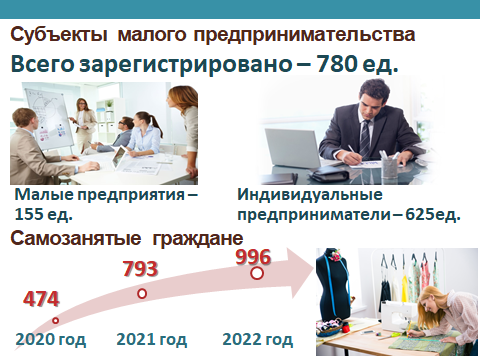 Субъекты малого предпринимательства
Всего зарегистрировано – 780 ед.
Малые предприятия –
155 ед.
Индивидуальные
предприниматели – 625ед.
Самозанятые граждане
474
793
996
2020 год
2021 год
2022 год